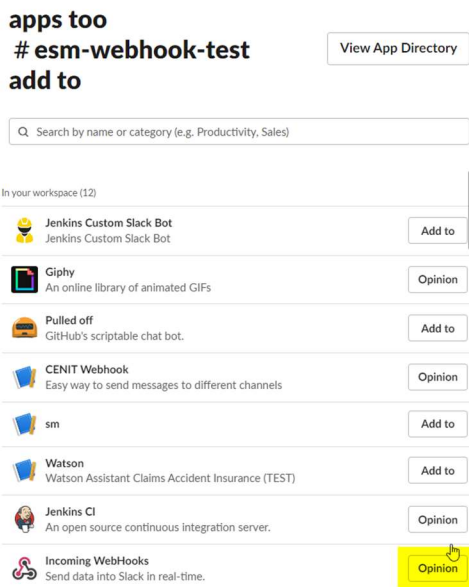 apps too
# esm-webhook-test
add to
View App Directory
Search by name or category (e.g. Productivity, Sales)
In your workspace (12)
Jenkins Custom Slack Bot
Jenkins Custom Slack Bot
Add to
Giphy
An online library of animated GIFs
Opinion
Pulled off
GitHub's scriptable chat bot.
Add to
CENIT Webhook
Easy way to send messages to different channels
Opinion
sm
Add to
Watson
Watson Assistant Claims Accident Insurance (TEST)
Add to
Jenkins CI
An open source continuous integration server.
Opinion
Incoming WebHooks
Send data into Slack in real-time.
Opinion